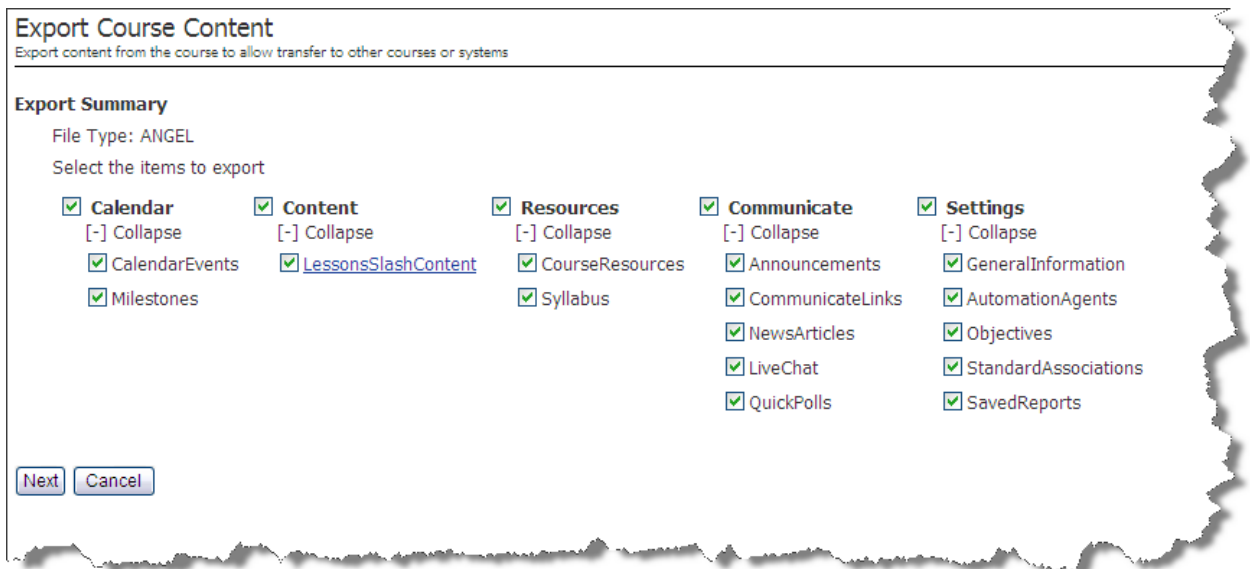 Export Course Content
Export content from the course to allow transfer to other courses or systems
Export Summary
File Type: ANGEL
Select the items to export
Calendar Content Resources Communicate Settings
[-] Collapse [-] Collapse [-] Collapse [-] Collapse [-] Collapse
CalendarEvents LessonsSlashContent CourseResources Announcements GeneralInformation
Milestones Syllabus CommunicateLinks AutomationAgents
NewsArticles Objectives
LiveChat StandardAssociations
QuickPolls SavedReports
Next Cancel